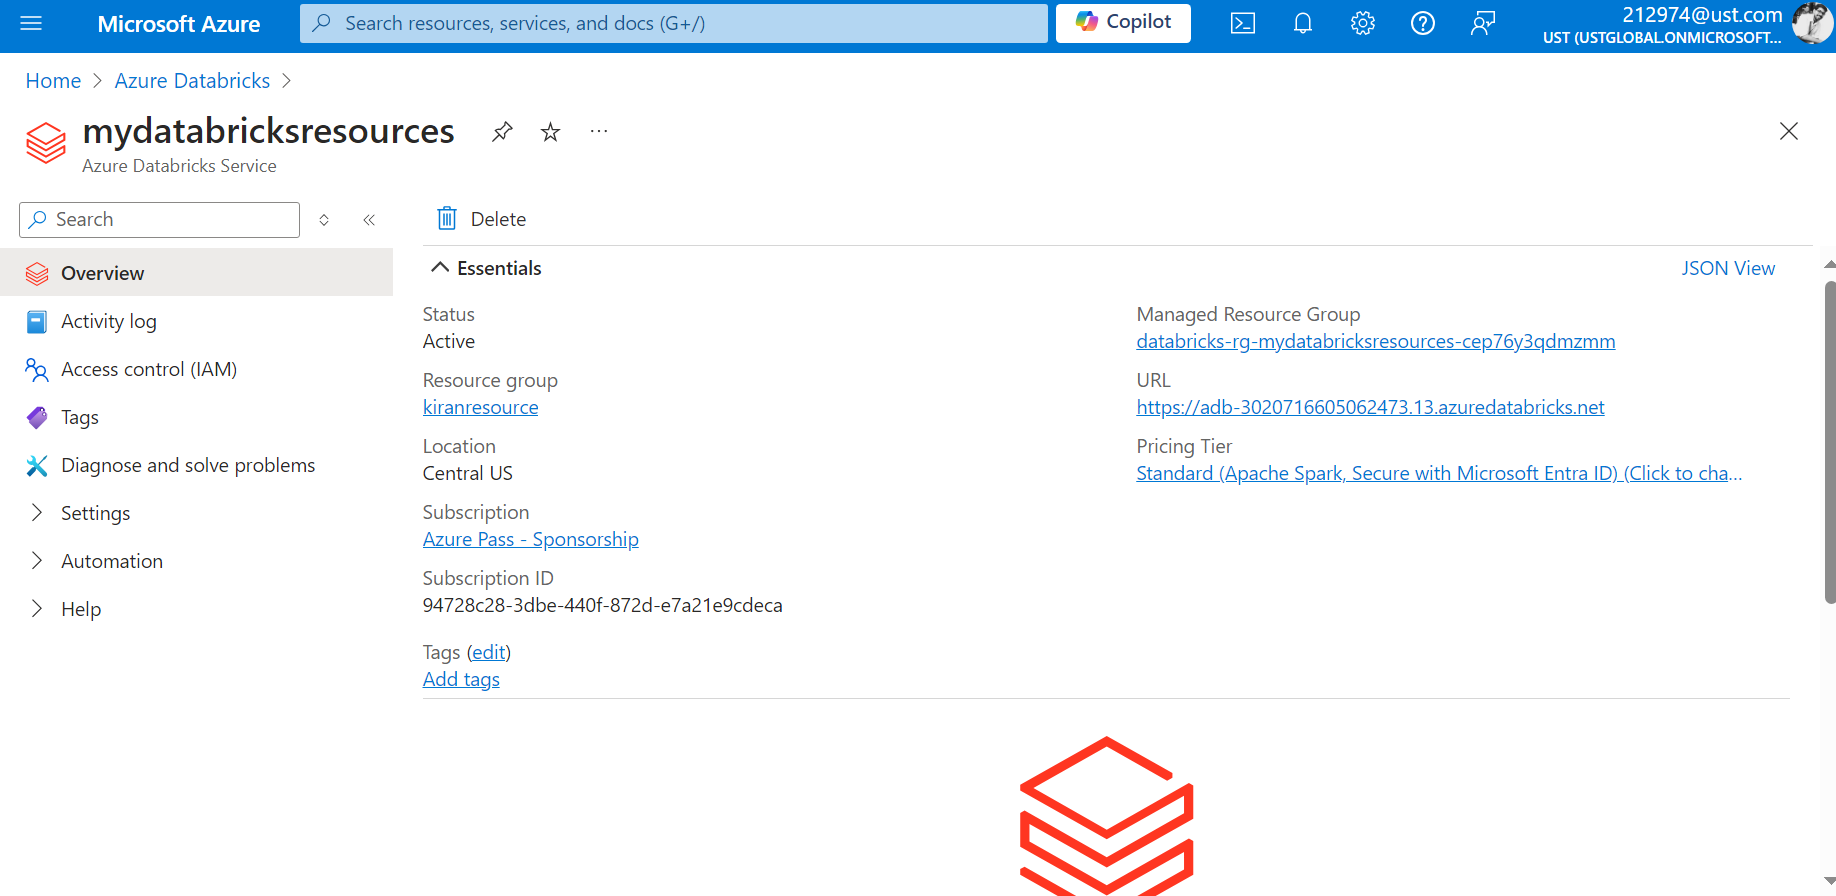 Microsoft Azure
Search resources, services, and docs (G+/)
Copilot
212974@ust.com
UST (USTGLOBAL.ONMICROSOFT...
Home > Azure Databricks >
mydatabricksresources
Azure Databricks Service
Search
Overview
Activity log
Access control (IAM)
Tags
Diagnose and solve problems
Settings
Automation
Help
Delete
Essentials
JSON View
Status
Active
Resource group
kiranresource
Location
Central US
Subscription
Azure Pass - Sponsorship
Subscription ID
94728c28-3dbe-440f-872d-e7a21e9cdeca
Tags (edit)
Add tags
Managed Resource Group
databricks-rg-mydatabricksresources-cep76y3qdmzmm
URL
https://adb-3020716605062473.13.azuredatabricks.net
Pricing Tier
Standard (Apache Spark, Secure with Microsoft Entra ID) (Click to cha...